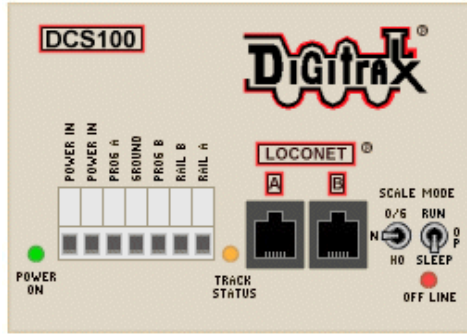 DCS100
DIGITRAX®
POWER IN
POWER IN
PROG A
GROUND
PROG B
RAIL B
RAIL A
LOCONET ®
A
B
SCALE MODE
O/G RUN
N
OP
HO SLEEP
POWER ON
TRACK STATUS
OFF LINE